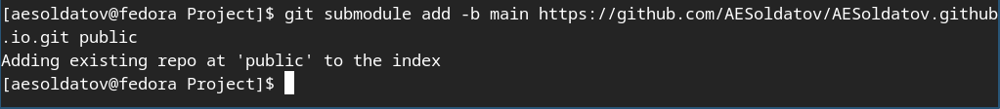 [aesoldatov@fedora Project]$ git submodule add -b main https://github.com/AESoldatov/AESoldatov.github
.io.git public
Adding existing repo at 'public' to the index
[aesoldatov@fedora Project]$